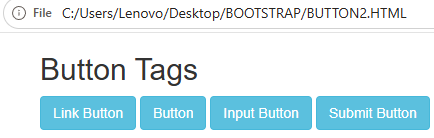 File C:/Users/Lenovo/Desktop/BOOTSTRAP/BUTTON2.HTML
Button Tags
Link Button Button Input Button Submit Button